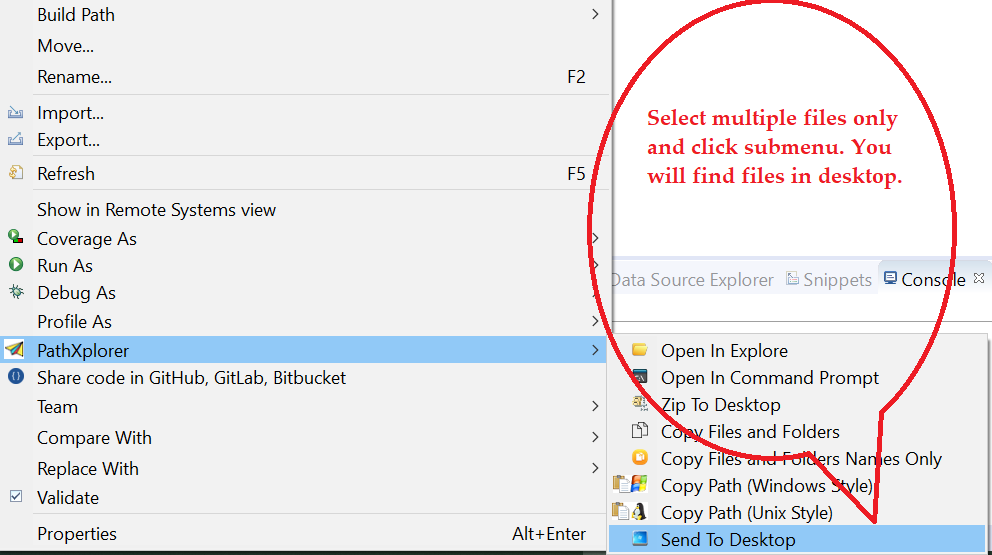 Build Path
Move...
Rename... F2
Import...
Export...
Refresh F5
Show in Remote Systems view
Coverage As
Run As
Debug As
Profile As
PathXplorer
Share code in GitHub, GitLab, Bitbucket
Team
Compare With
Replace With
Validate
Properties Alt+Enter
Select multiple files only
and click submenu. You
will find files in desktop.
Data Source Explorer Snippets Console
Open In Explore
Open In Command Prompt
Zip To Desktop
Copy Files and Folders
Copy Files and Folders Names Only
Copy Path (Windows Style)
Copy Path (Unix Style)
Send To Desktop